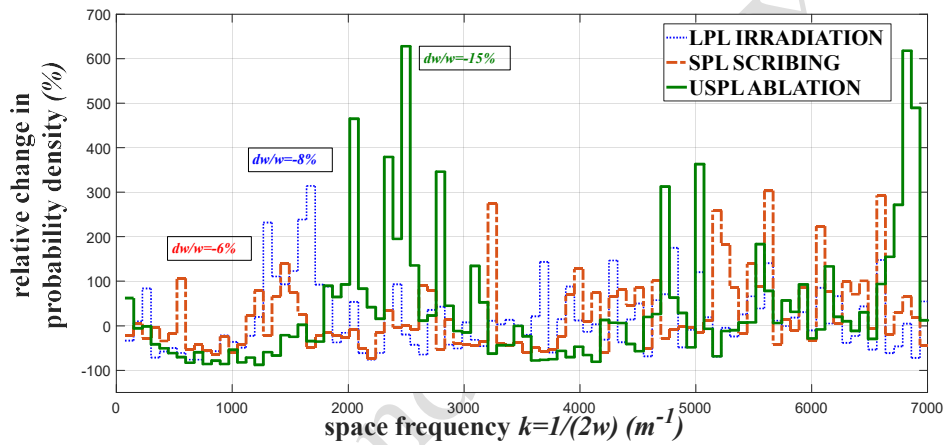 700
600
500
400
300
200
100
0
-100
relative change in
probability density (%)
dw/w=-15%
dw/w=-8%
dw/w=-6%
LPL IRRADIATION
SPL SCRIBING
USPL ABLATION
0 1000 2000 3000 4000 5000 6000 7000
space frequency k=1/(2w) (m⁻¹)